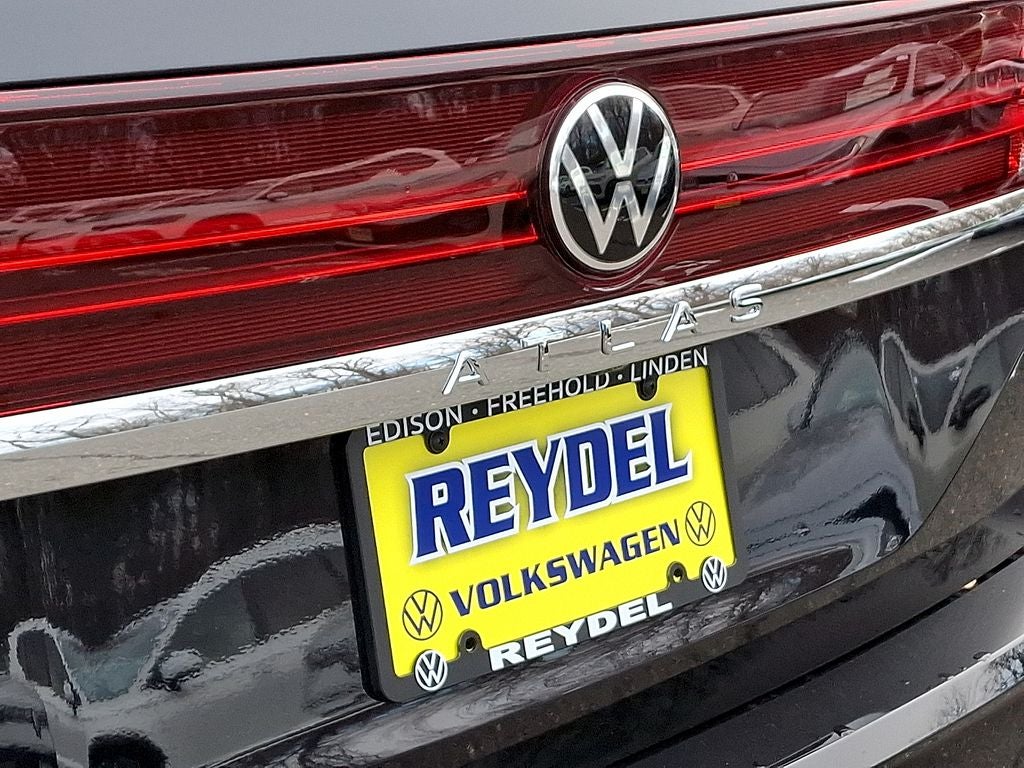 ATLAS
EDISON • FREEHOLD • LINDEN
REYDEL
VOLKSWAGEN
REYDEL